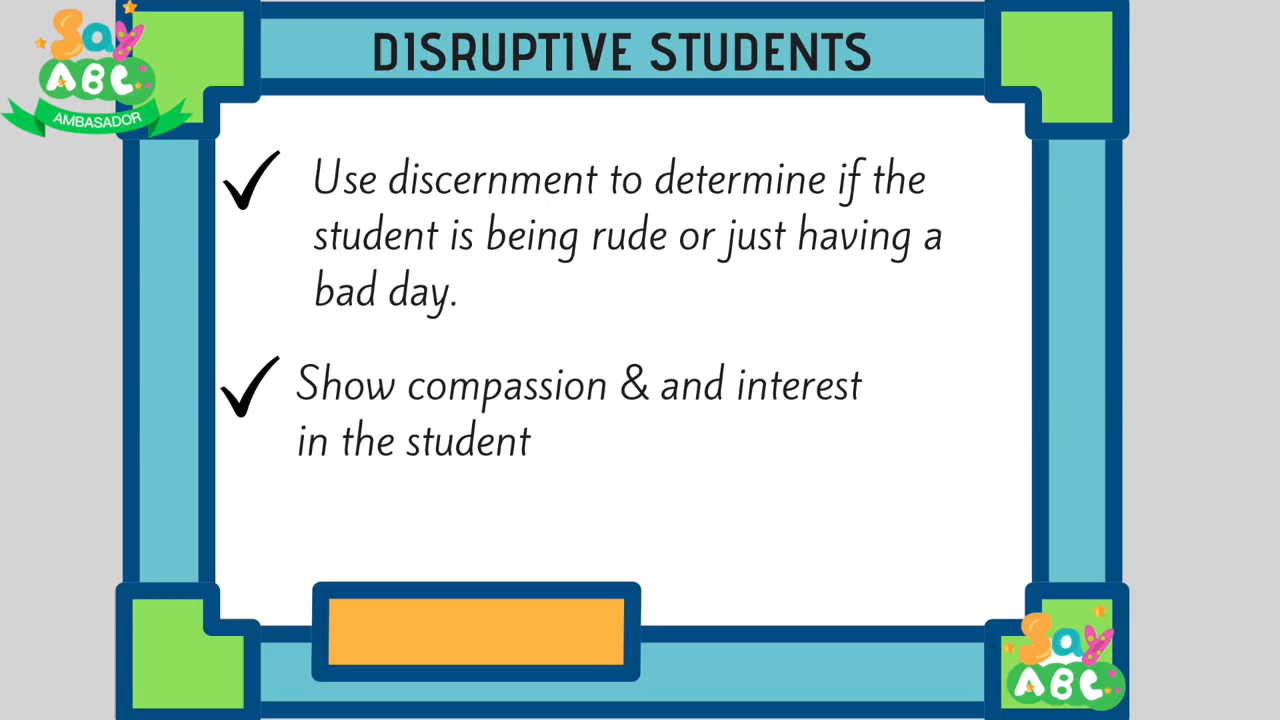 Say
ABC
AMBASADOR
DISRUPTIVE STUDENTS
Use discernment to determine if the
student is being rude or just having a
bad day.
Show compassion & and interest
in the student
Say
ABC